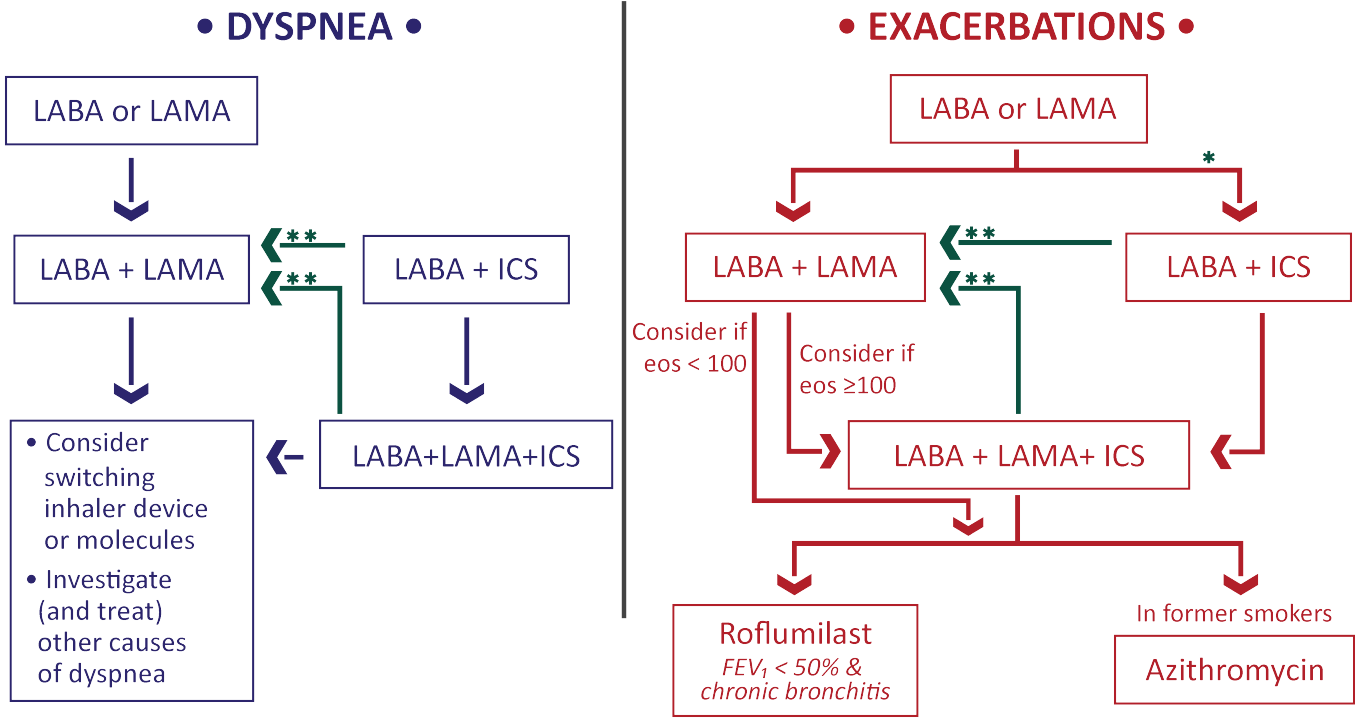 • DYSPNEA •
LABA or LAMA
LABA + LAMA
**
**
LABA + ICS
LABA+LAMA+ICS
• Consider
switching
inhaler device
or molecules
• Investigate
(and treat)
other causes
of dyspnea
• EXACERBATIONS •
LABA or LAMA
*
LABA + LAMA
**
**
LABA + ICS
Consider if
eos < 100
Consider if
eos ≥100
LABA + LAMA+ ICS
Roflumilast
FEV₁ < 50% &
chronic bronchitis
In former smokers
Azithromycin